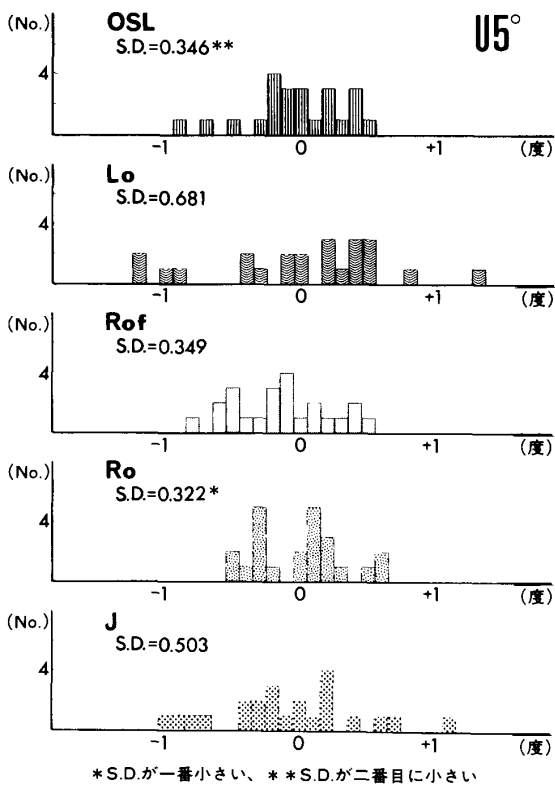 (No.) OSL U5°
S.D.=0.346**
4
-1 0 +1 (度)
(No.) Lo
S.D.=0.681
4
-1 0 +1 (度)
(No.) Rof
S.D.=0.349
4
-1 0 +1 (度)
(No.) Ro
S.D.=0.322*
4
-1 0 +1 (度)
(No.) J
S.D.=0.503
4
-1 0 +1 (度)
*S.D.が一番小さい、**S.D.が二番目に小さい